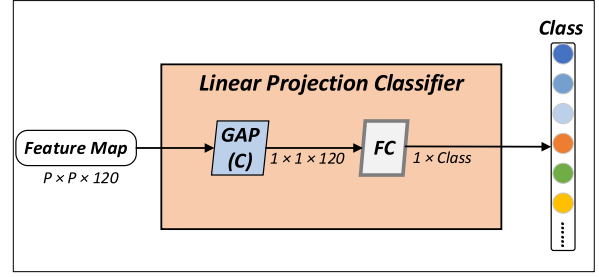 Class
Linear Projection Classifier
Feature Map
P × P × 120
GAP
(C)
1 × 1 × 120
FC
1 × Class
......